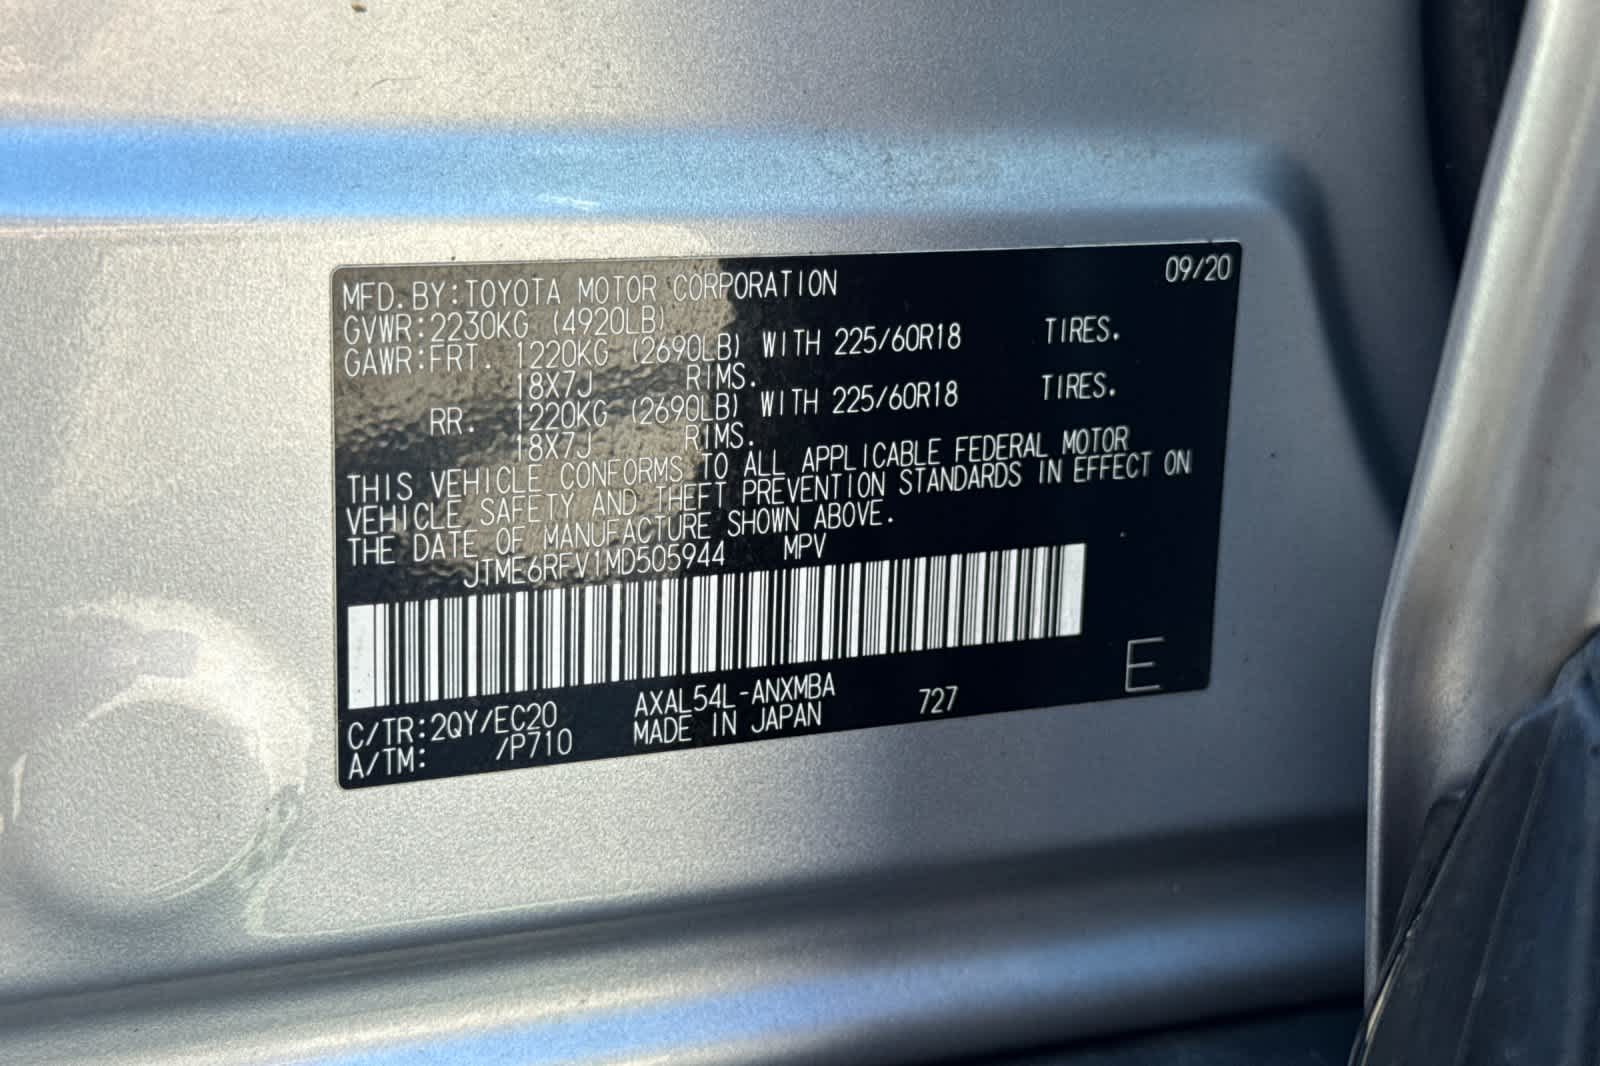 MFD.BY:TOYOTA MOTOR CORPORATION 09/20
GVWR:2230KG (4920LB)
GAWR:FRT. 1220KG (2690LB) WITH 225/60R18 TIRES.
18X7J RIMS.
RR. 1220KG (2690LB) WITH 225/60R18 TIRES.
18X7J RIMS.
THIS VEHICLE CONFORMS TO ALL APPLICABLE FEDERAL MOTOR
VEHICLE SAFETY AND THEFT PREVENTION STANDARDS IN EFFECT ON
THE DATE OF MANUFACTURE SHOWN ABOVE.
JTME6RFV1MD505944 MPV
E
C/TR:2QY/EC20 AXAL54L-ANXMBA 727
A/TM: /P710 MADE IN JAPAN